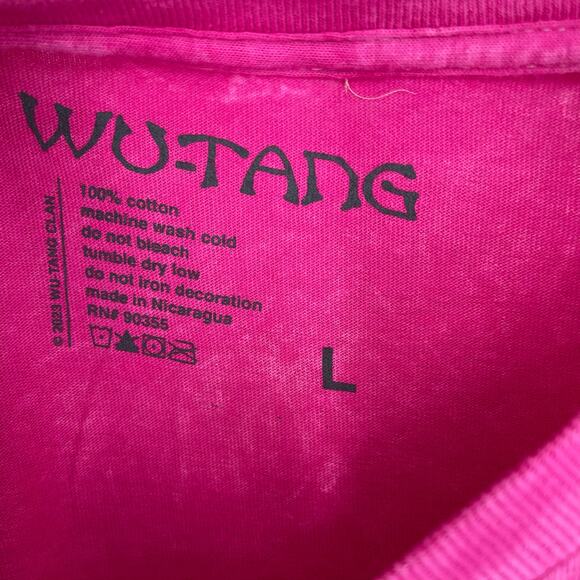 WU-TANG
100% cotton
machine wash cold
do not bleach
tumble dry low
do not iron decoration
made in Nicaragua
RN# 90355
L
© 2023 WU-TANG CLAN